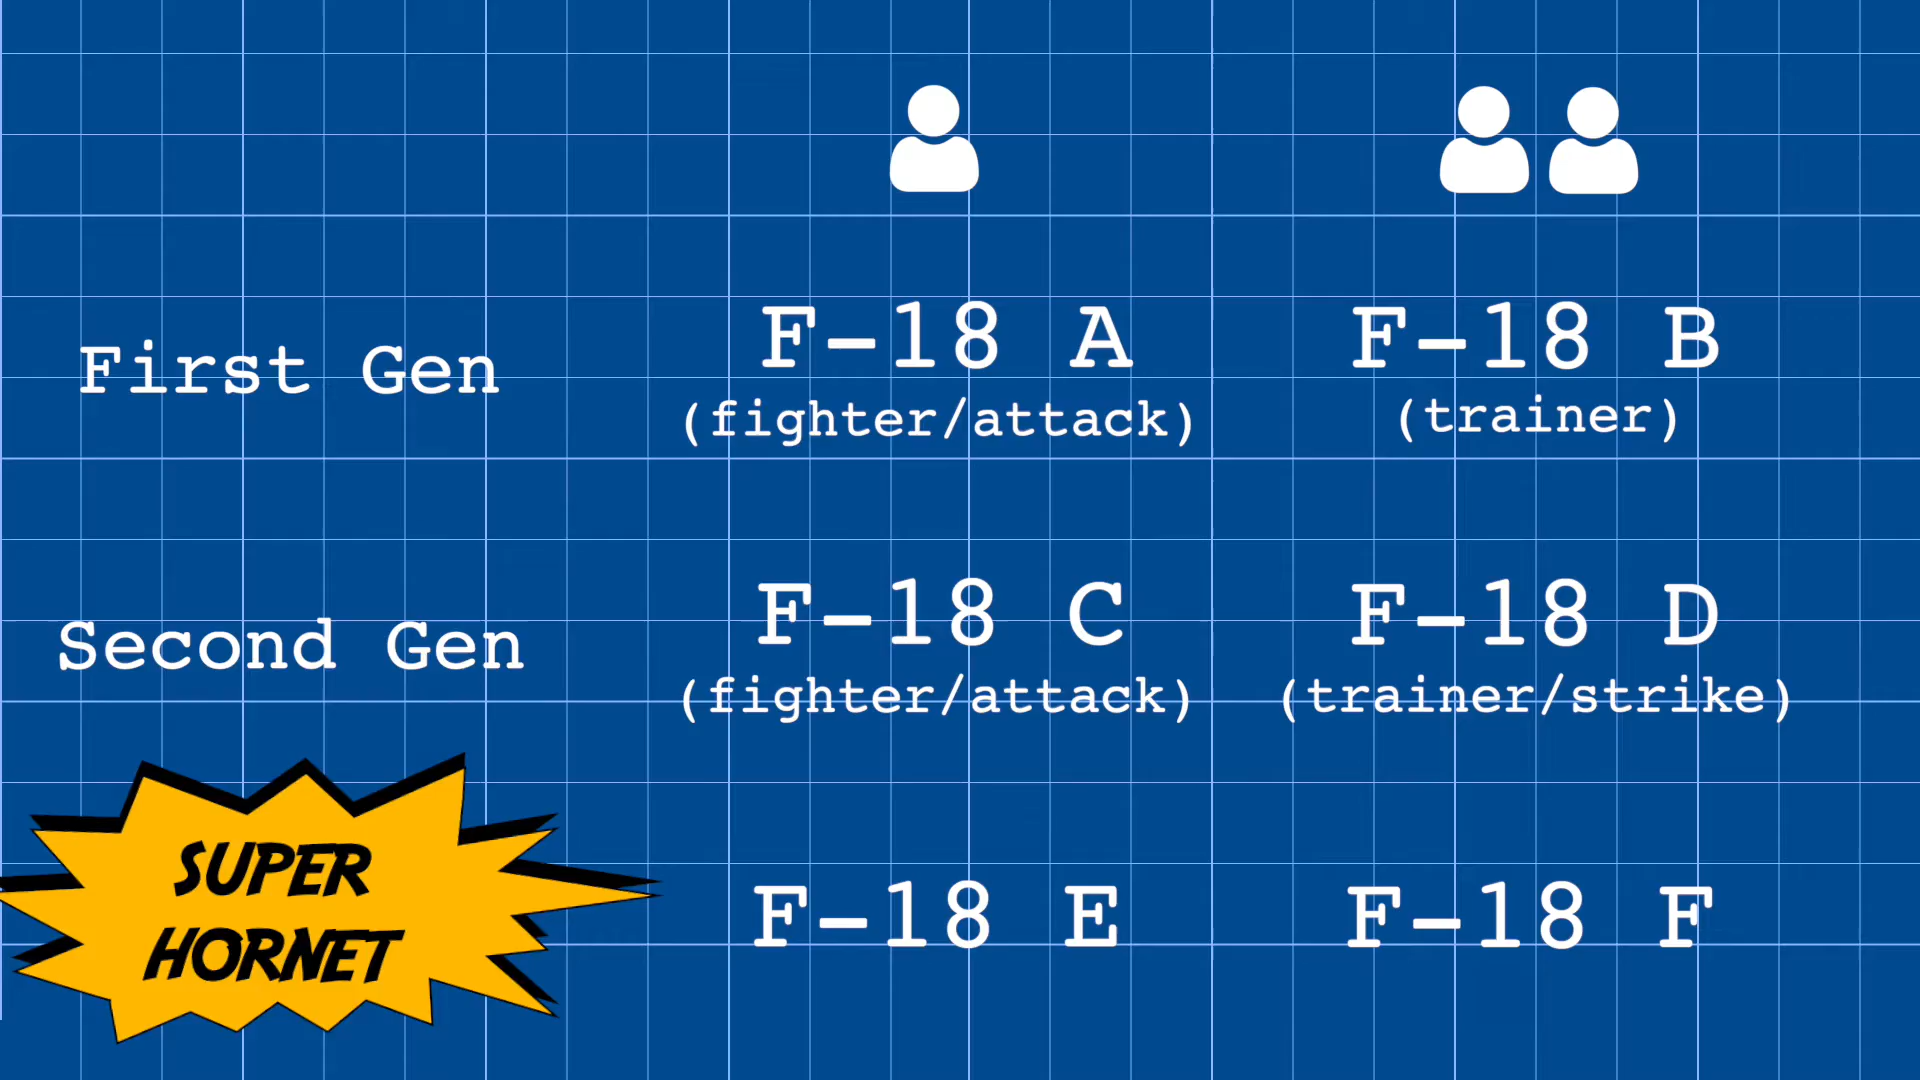 First Gen
F-18 A
(fighter/attack)
F-18 B
(trainer)
Second Gen
F-18 C
(fighter/attack)
F-18 D
(trainer/strike)
SUPER
HORNET
F-18 E
F-18 F